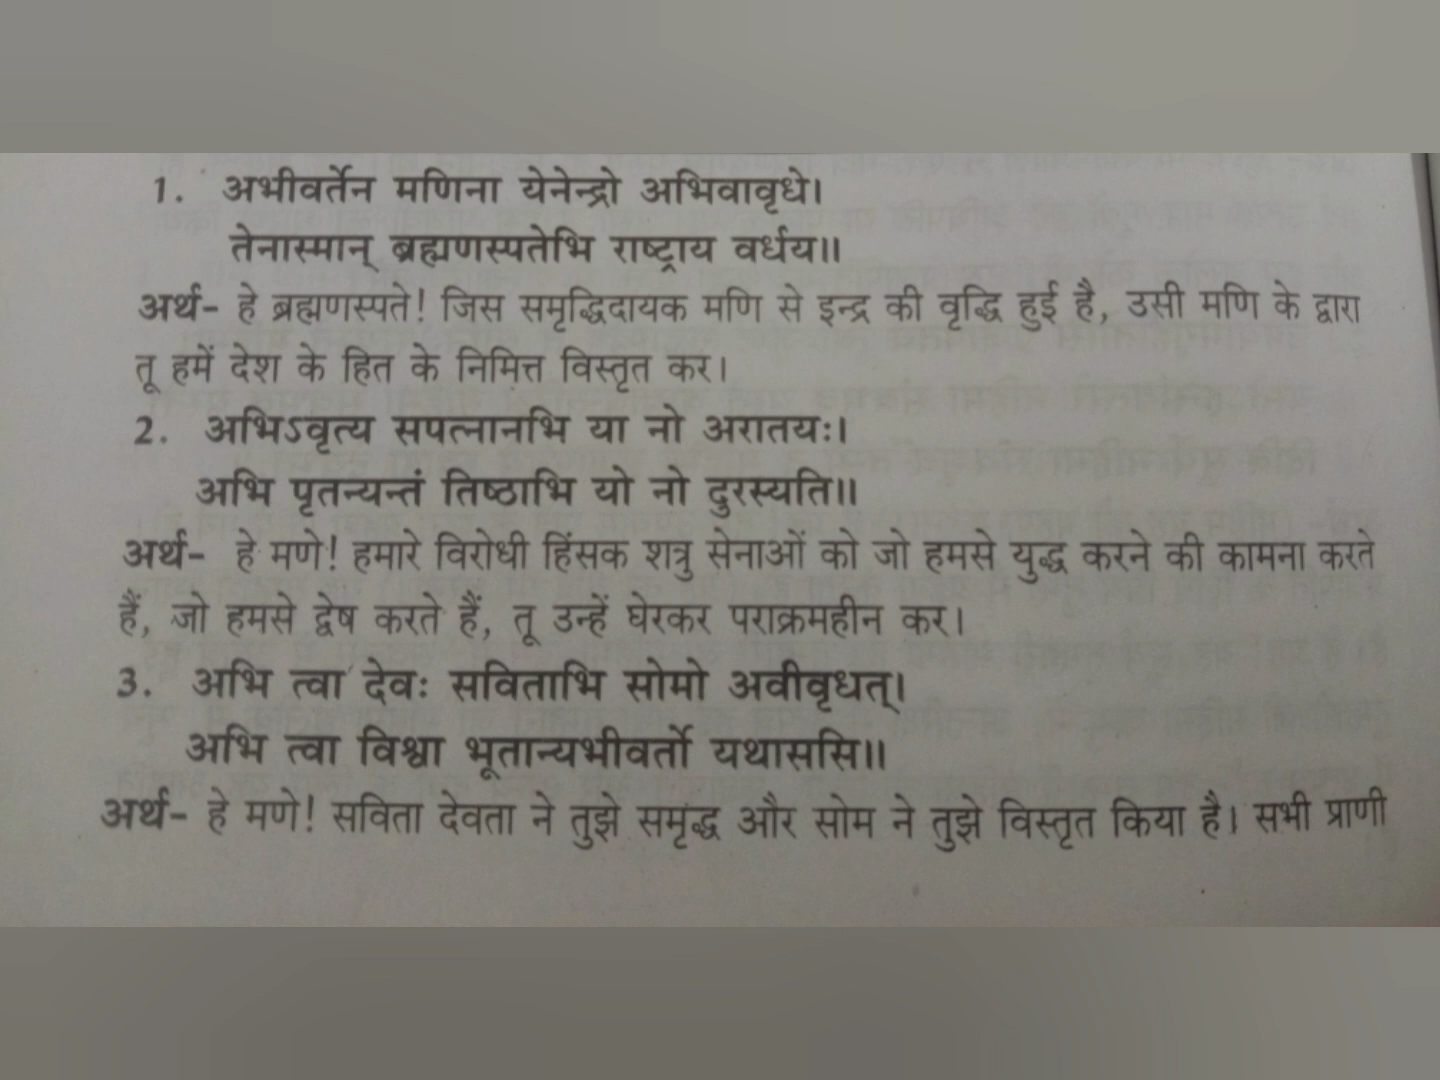 1. अभीवर्तेन मणिना येनेन्द्रो अभिवावृधे।
तेनास्मान् ब्रह्मणस्पतेभि राष्ट्राय वर्धय॥
अर्थ- हे ब्रह्मणस्पते! जिस समृद्धिदायक मणि से इन्द्र की वृद्धि हुई है, उसी मणि के द्वारा
तू हमें देश के हित के निमित्त विस्तृत कर।
2. अभिऽवृत्य सपत्नानभि या नो अरातयः।
अभि पृतन्यन्तं तिष्ठाभि यो नो दुरस्यति॥
अर्थ- हे मणे! हमारे विरोधी हिंसक शत्रु सेनाओं को जो हमसे युद्ध करने की कामना करते
हैं, जो हमसे द्वेष करते हैं, तू उन्हें घेरकर पराक्रमहीन कर।
3. अभि त्वा देवः सविताभि सोमो अवीवृधत्।
अभि त्वा विश्वा भूतान्यभीवर्तो यथाससि॥
अर्थ- हे मणे! सविता देवता ने तुझे समृद्ध और सोम ने तुझे विस्तृत किया है। सभी प्राणी